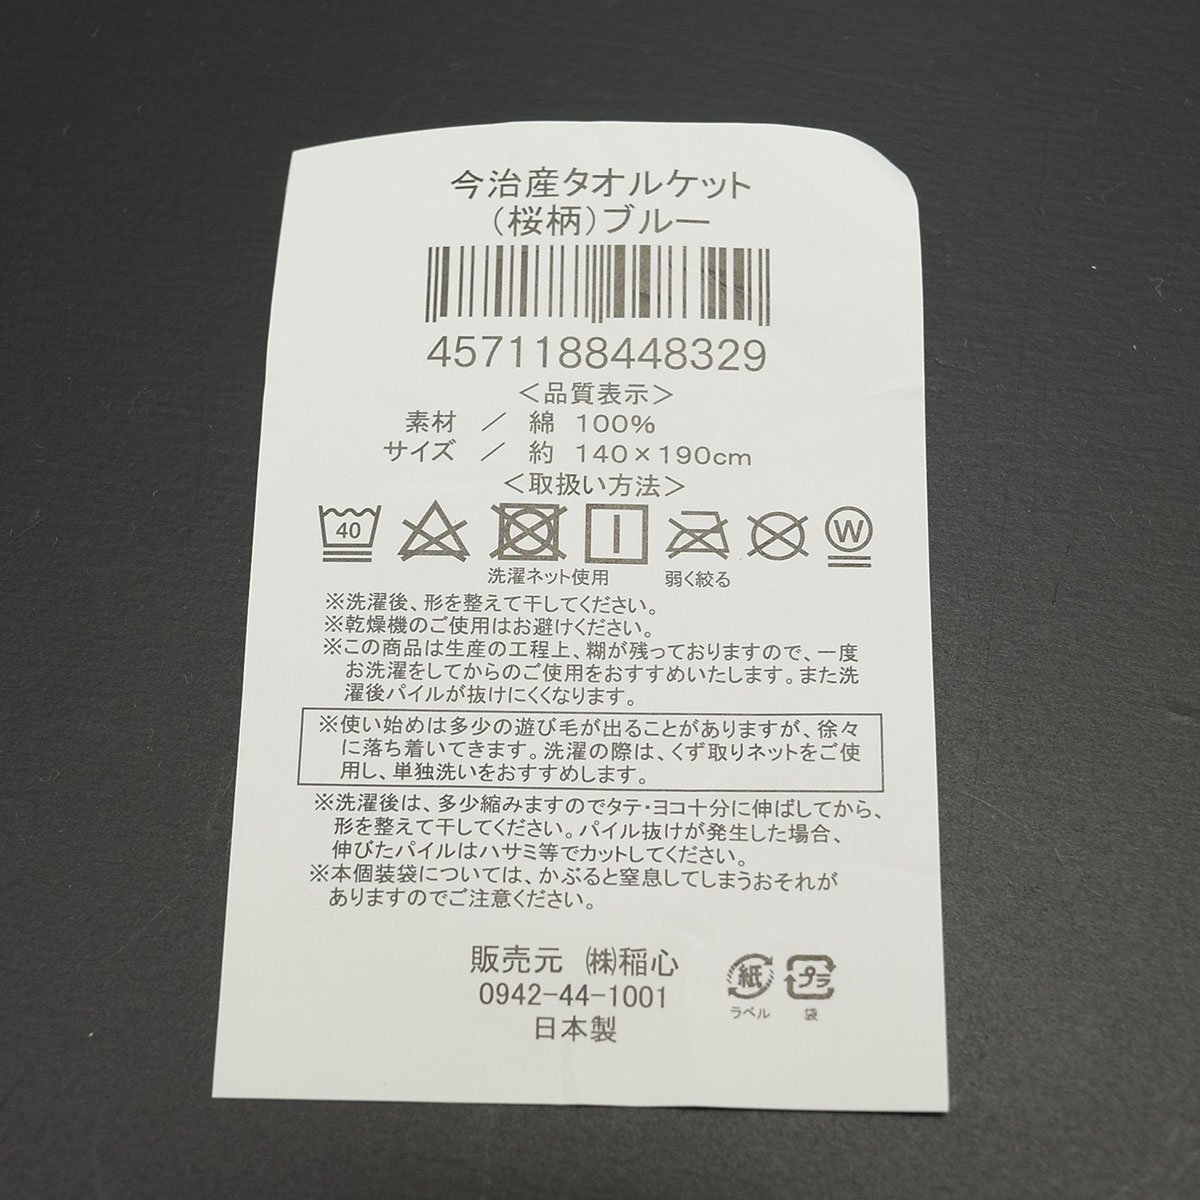 今治産タオルケット
（桜柄）ブルー
4571188448329
＜品質表示＞
素材 ／ 綿 100%
サイズ ／ 約 140×190cm
＜取扱い方法＞
40
W
洗濯ネット使用 弱く絞る
※洗濯後、形を整えて干してください。
※乾燥機のご使用はお避けください。
※この商品は生産の工程上、糊が残っておりますので、一度
お洗濯をしてからのご使用をおすすめいたします。また洗
濯後パイルが抜けにくくなります。
※使い始めは多少の遊び毛が出ることがありますが、徐々
に落ち着いてきます。洗濯の際は、くず取りネットをご使
用し、単独洗いをおすすめします。
※洗濯後は、多少縮みますのでタテ・ヨコ十分に伸ばしてから、
形を整えて干してください。パイル抜けが発生した場合、
伸びたパイルはハサミ等でカットしてください。
※本個装袋については、かぶると窒息してしまうおそれが
ありますのでご注意ください。
販売元 ㈱稲心
0942-44-1001
日本製
紙 プラ
ラベル 袋